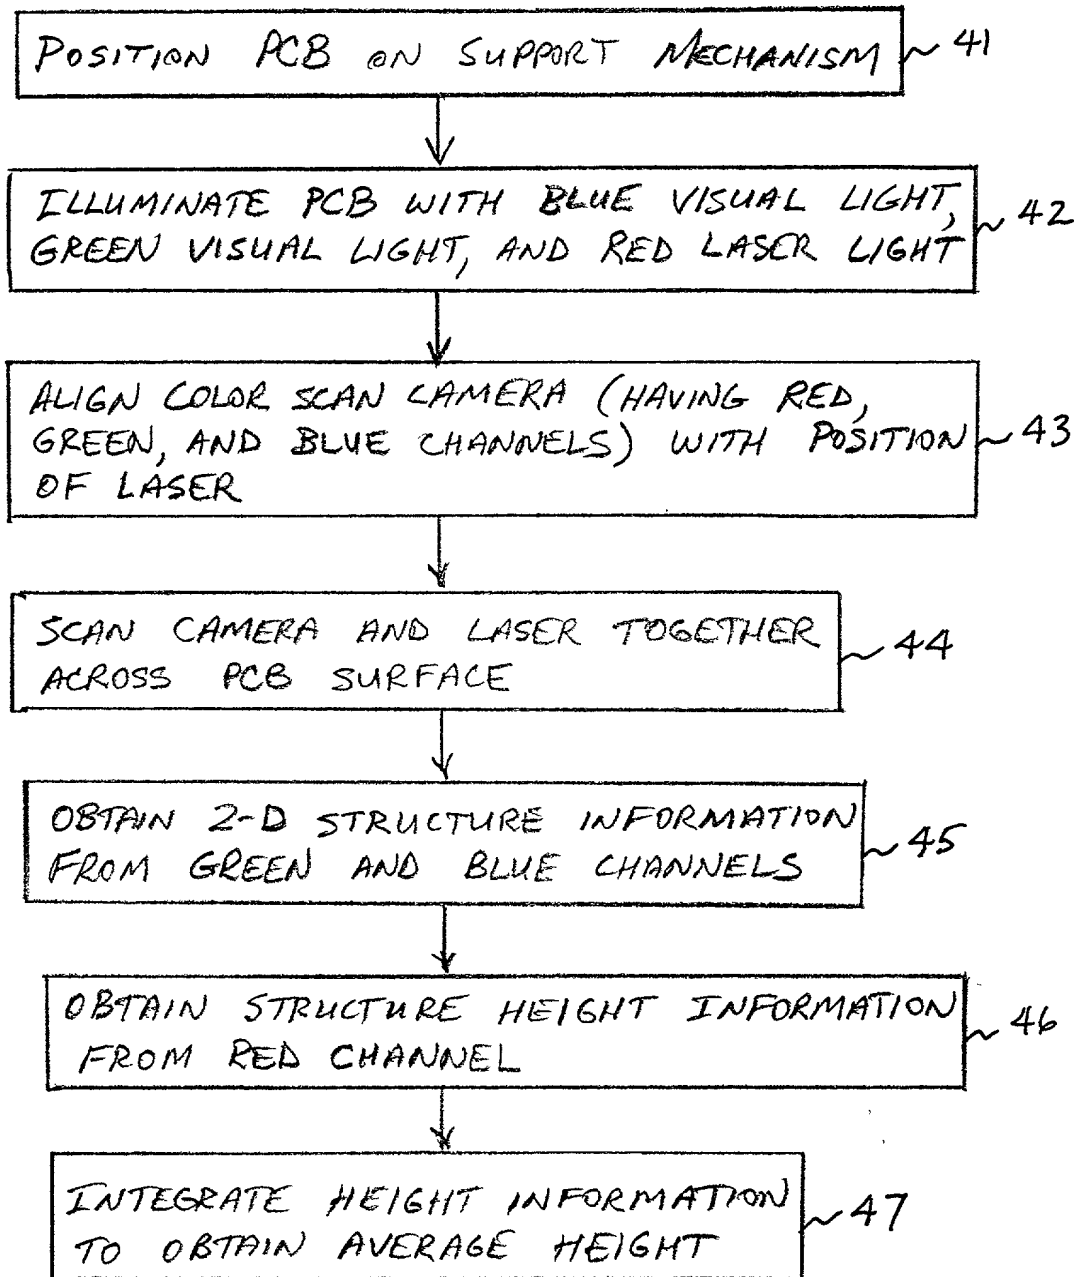 POSITION PCB ON SUPPORT MECHANISM 41
ILLUMINATE PCB WITH BLUE VISUAL LIGHT,
GREEN VISUAL LIGHT, AND RED LASER LIGHT 42
ALIGN COLOR SCAN CAMERA (HAVING RED,
GREEN, AND BLUE CHANNELS) WITH POSITION
OF LASER 43
SCAN CAMERA AND LASER TOGETHER
ACROSS PCB SURFACE 44
OBTAIN 2-D STRUCTURE INFORMATION
FROM GREEN AND BLUE CHANNELS 45
OBTAIN STRUCTURE HEIGHT INFORMATION
FROM RED CHANNEL 46
INTEGRATE HEIGHT INFORMATION
TO OBTAIN AVERAGE HEIGHT 47